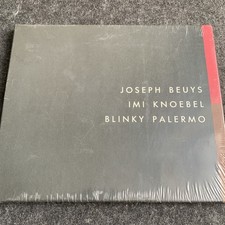 JOSEPH BEUYS
IMI KNOEBEL
BLINKY PALERMO